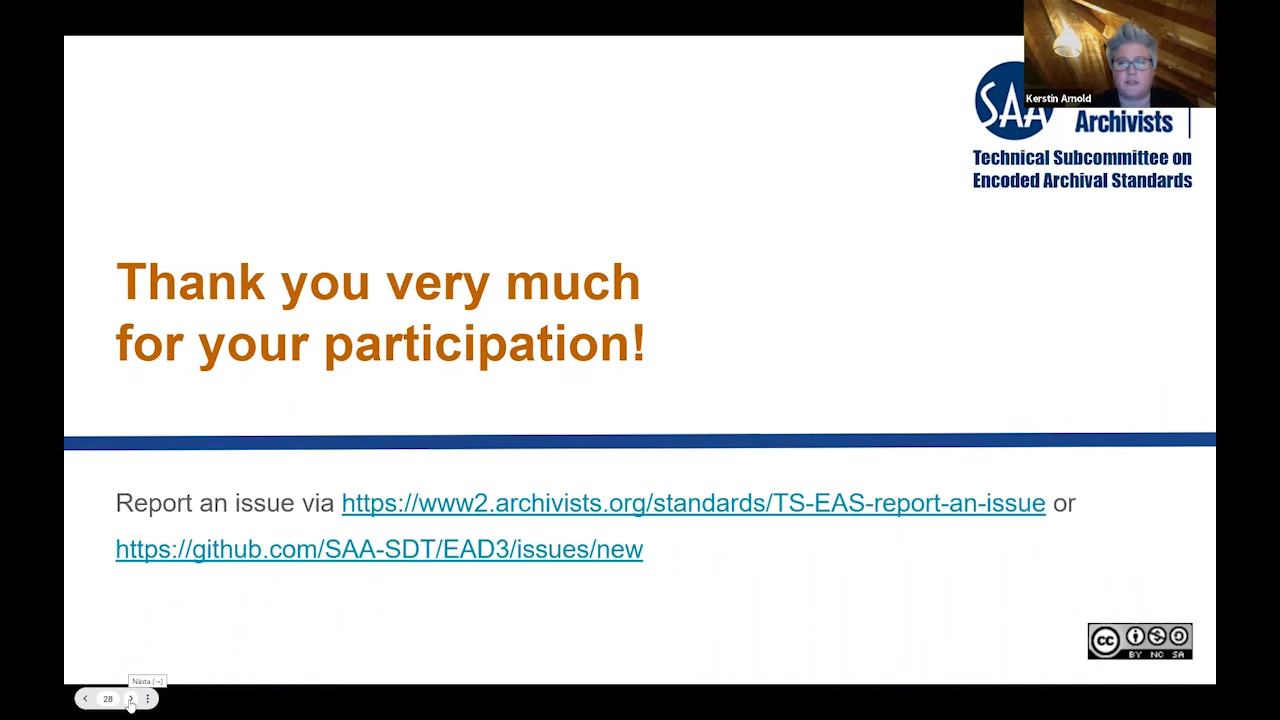 Kerstin Arnold
SAA
Archivists
Technical Subcommittee on
Encoded Archival Standards
Thank you very much
for your participation!
Report an issue via https://www2.archivists.org/standards/TS-EAS-report-an-issue or
https://github.com/SAA-SDT/EAD3/issues/new
cc
BY NC SA
Nästa (→)
28